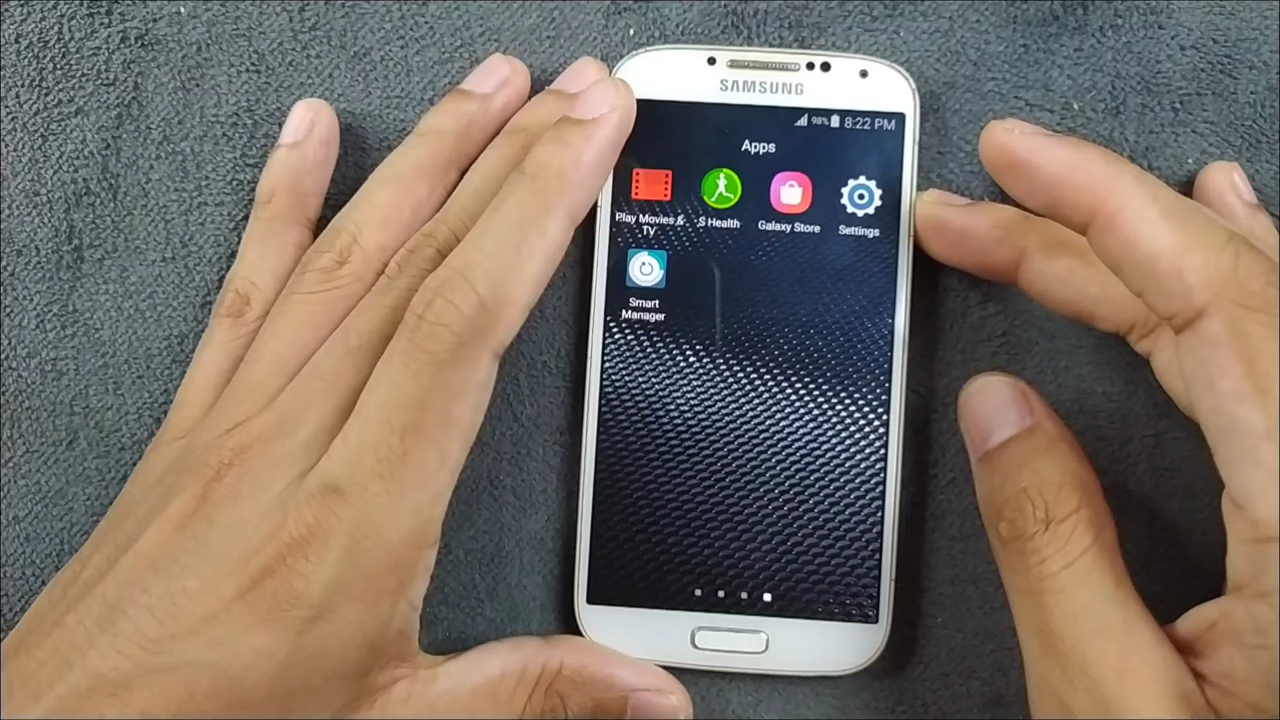 SAMSUNG
98% 8:22 PM
Apps
Play Movies & TV
S Health
Galaxy Store
Settings
Smart Manager